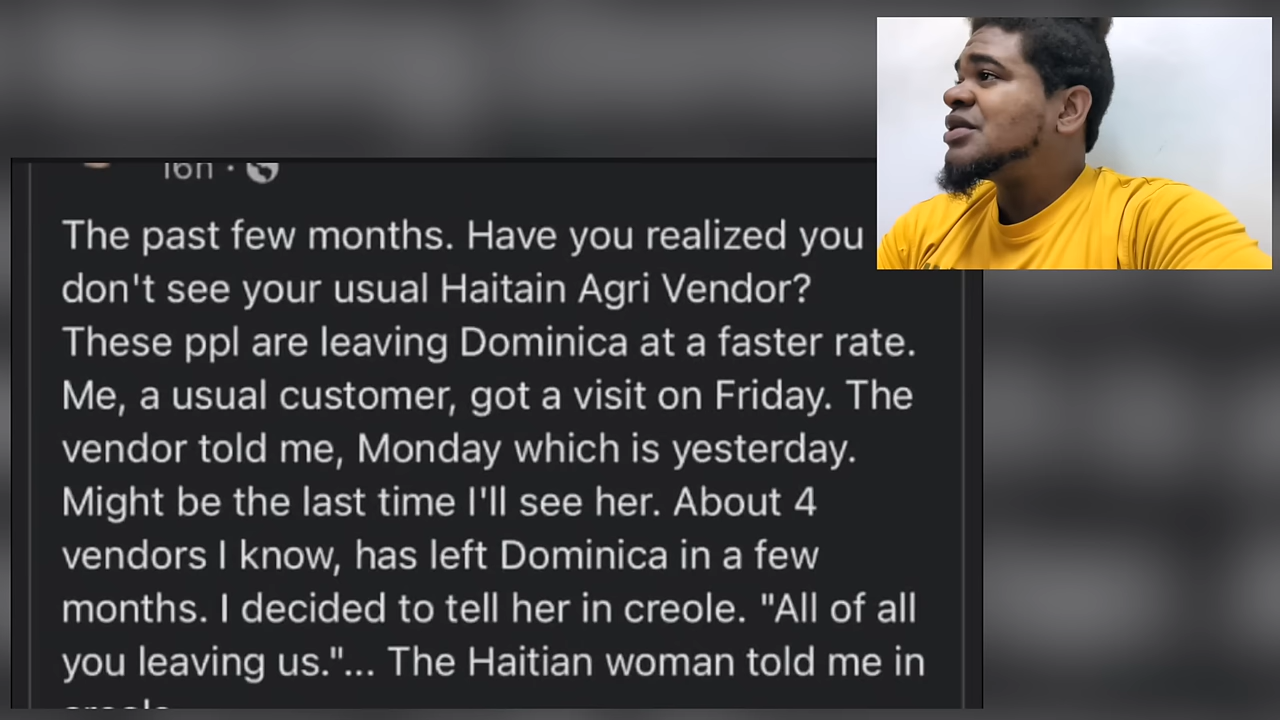 16h ·
The past few months. Have you realized you
don't see your usual Haitain Agri Vendor?
These ppl are leaving Dominica at a faster rate.
Me, a usual customer, got a visit on Friday. The
vendor told me, Monday which is yesterday.
Might be the last time I'll see her. About 4
vendors I know, has left Dominica in a few
months. I decided to tell her in creole. "All of all
you leaving us."... The Haitian woman told me in
creole